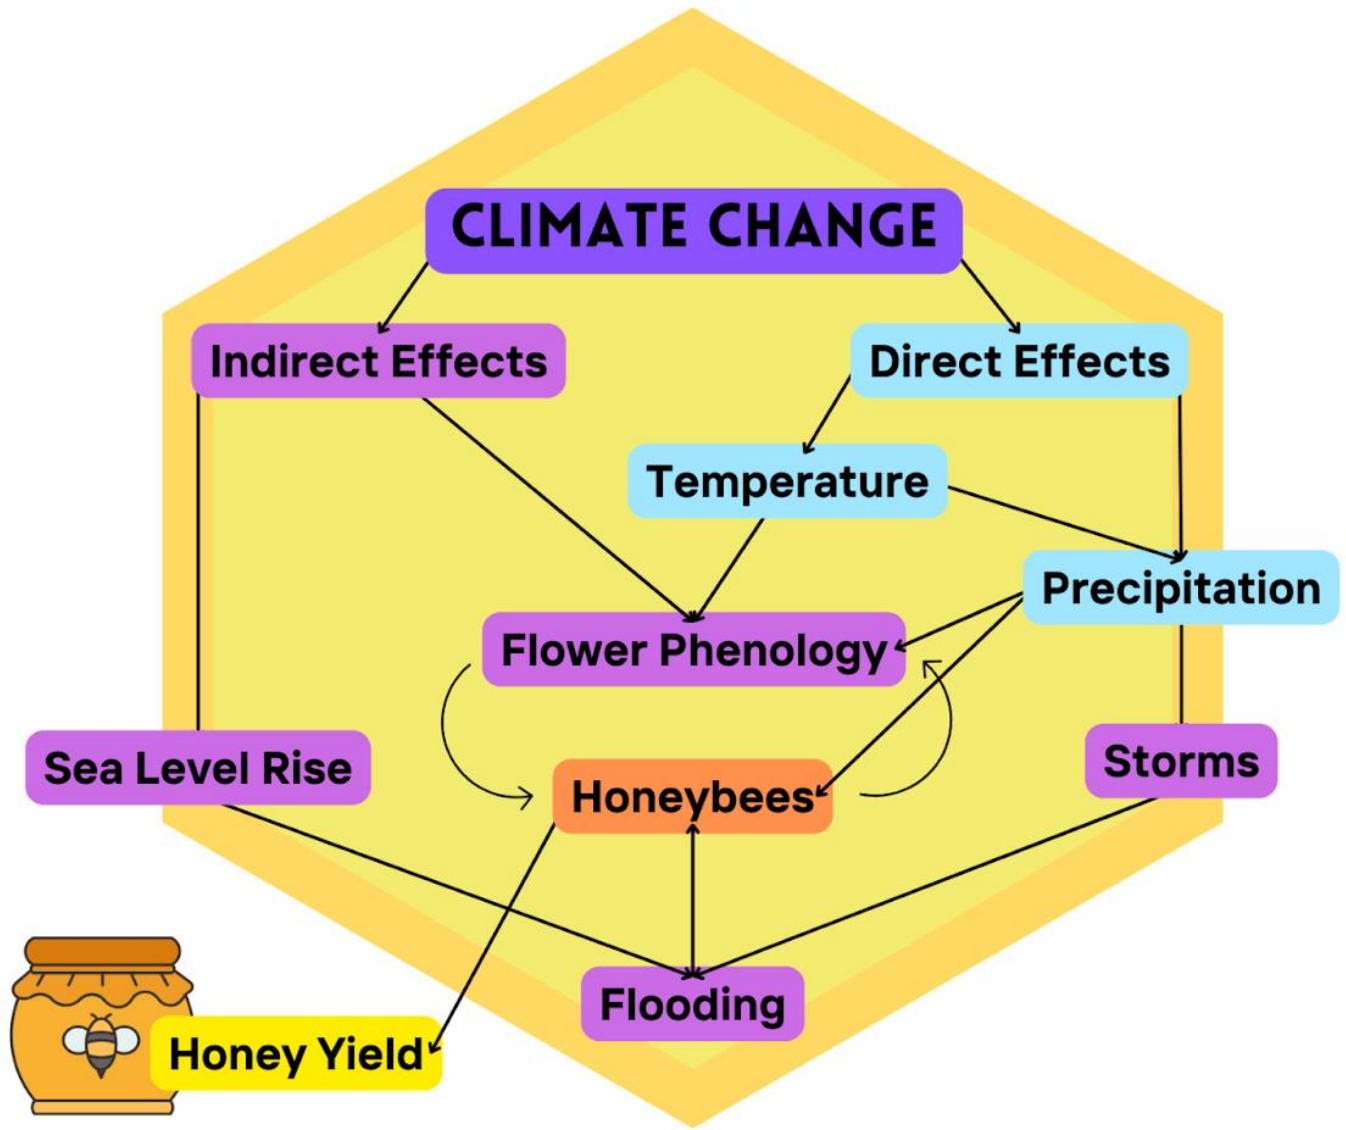 CLIMATE CHANGE
Indirect Effects
Direct Effects
Temperature
Precipitation
Flower Phenology
Sea Level Rise
Honeybees
Storms
Flooding
Honey Yield